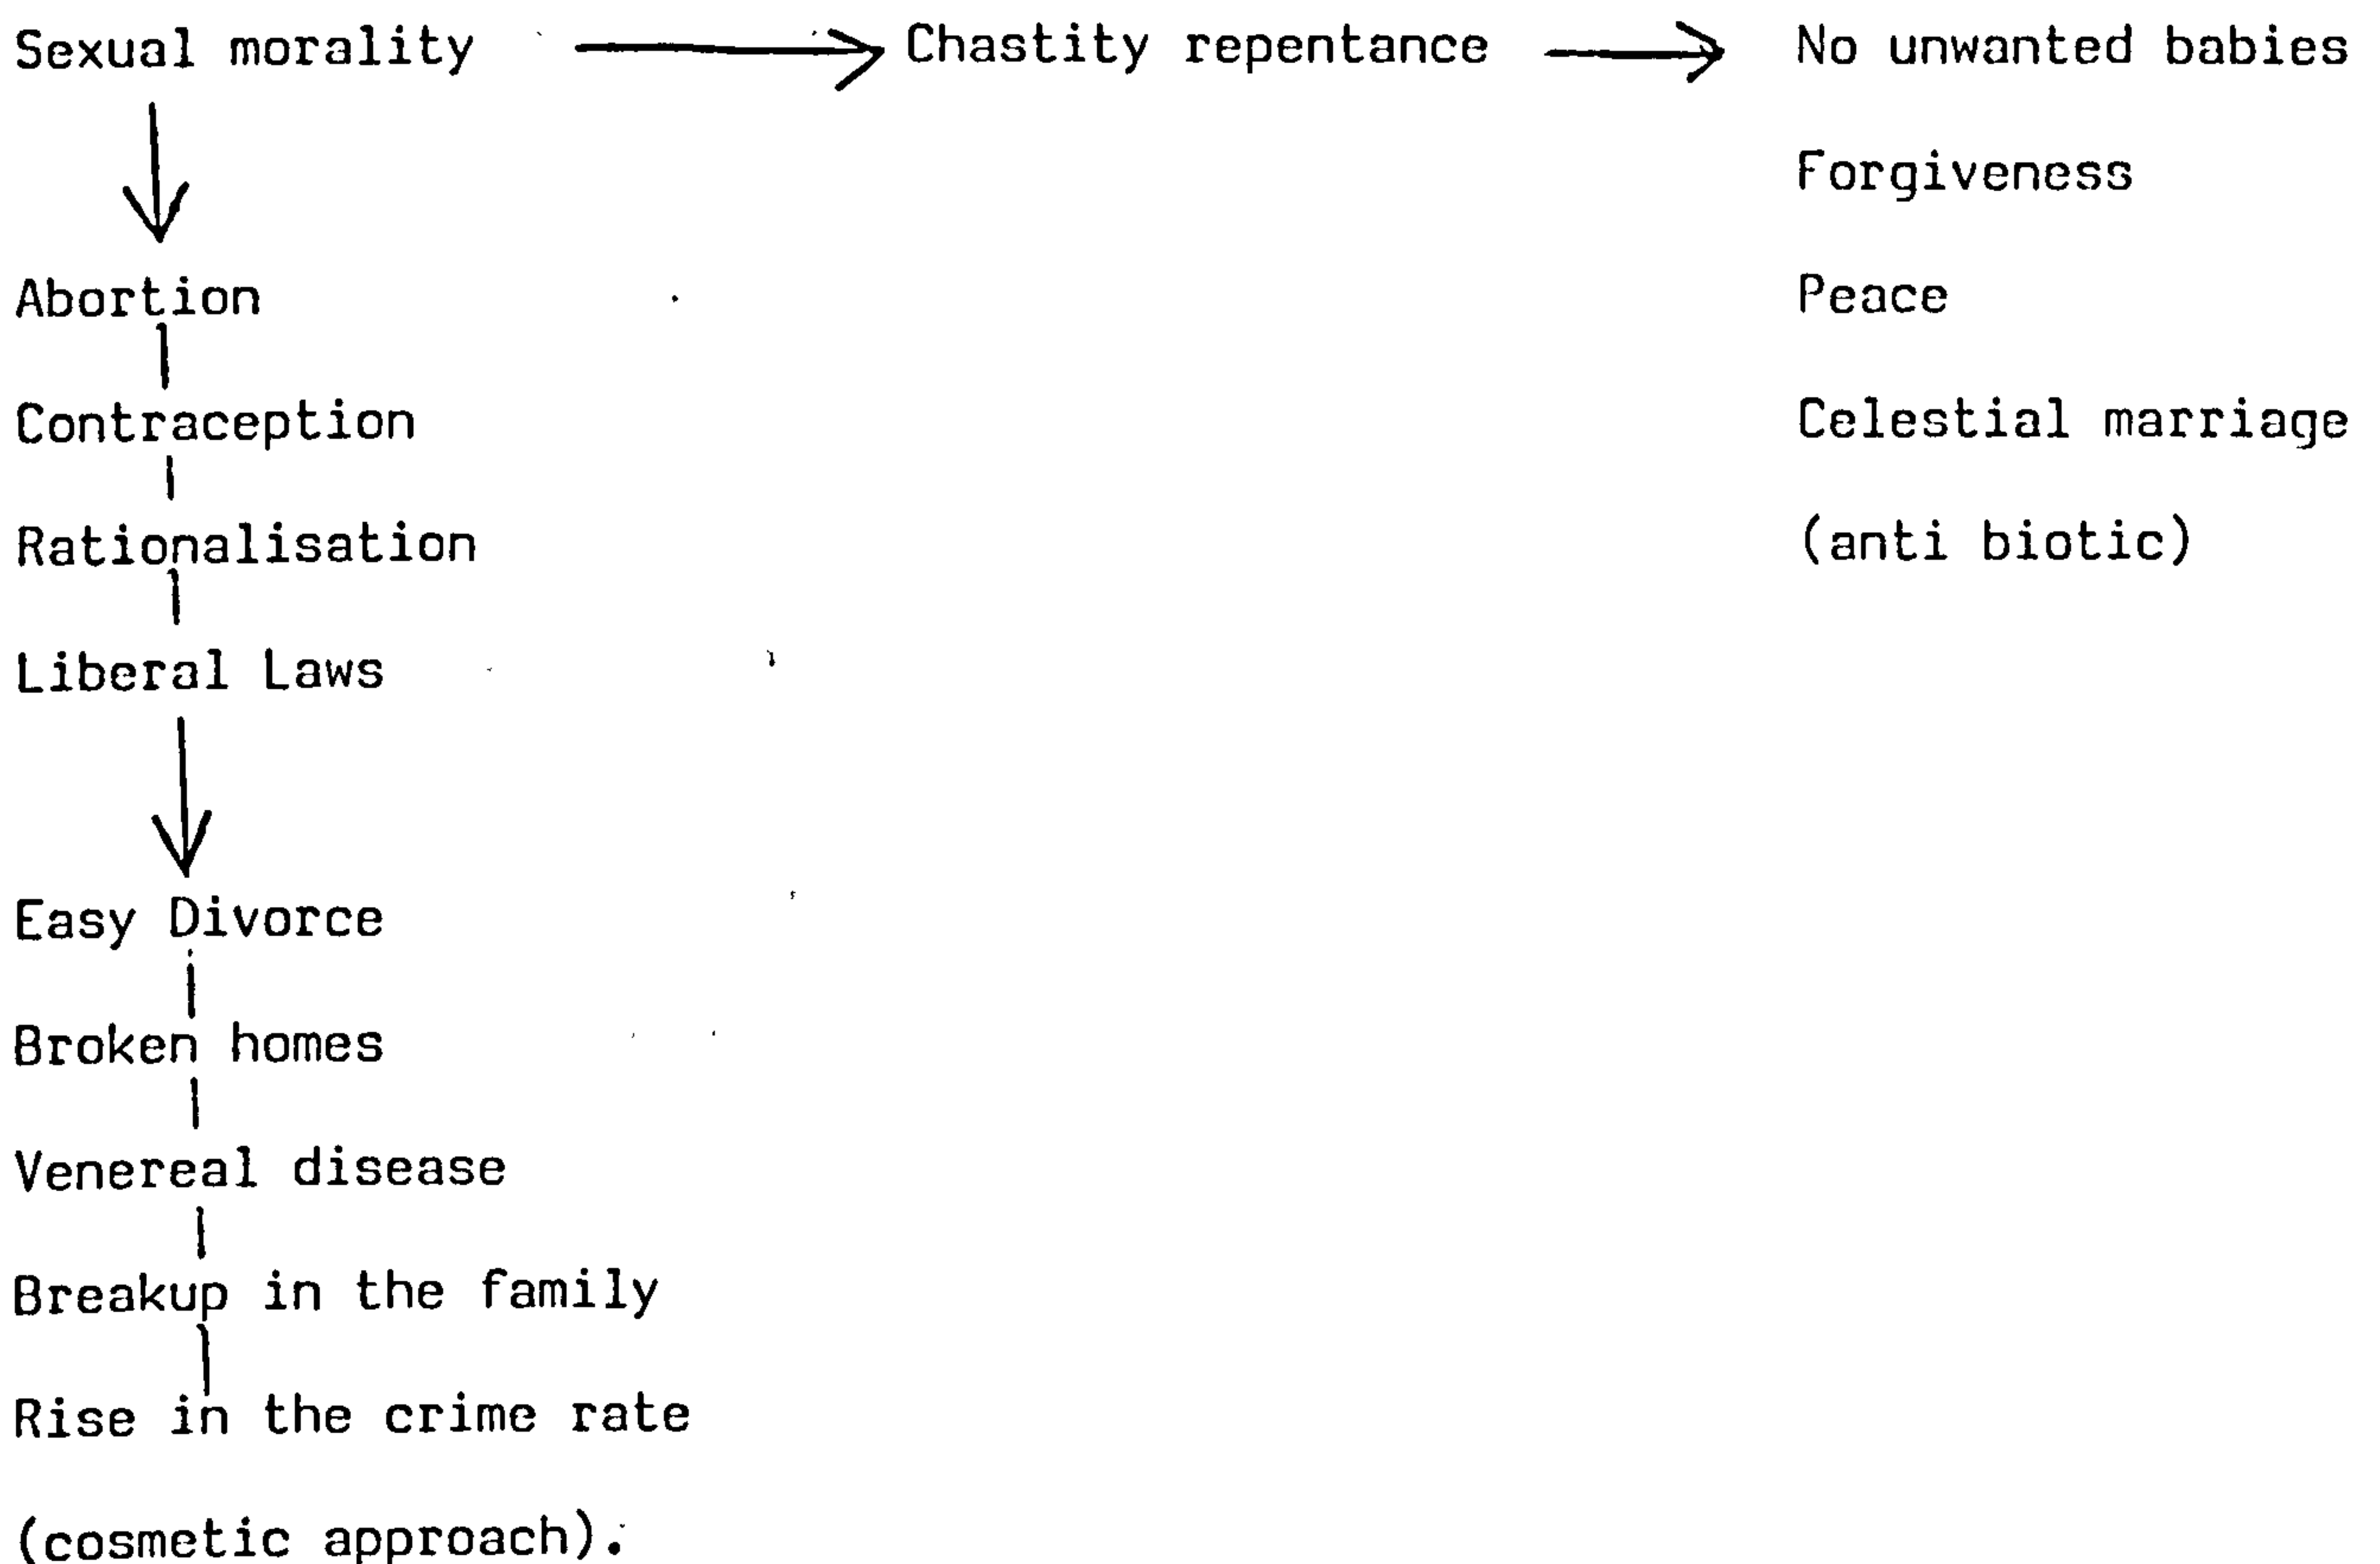 Sexual morality Chastity repentance No unwanted babies
Forgiveness
Abortion Peace
Contraception Celestial marriage
Rationalisation (anti biotic)
Liberal Laws
Easy Divorce
Broken homes
Venereal disease
Breakup in the family
Rise in the crime rate
(cosmetic approach).